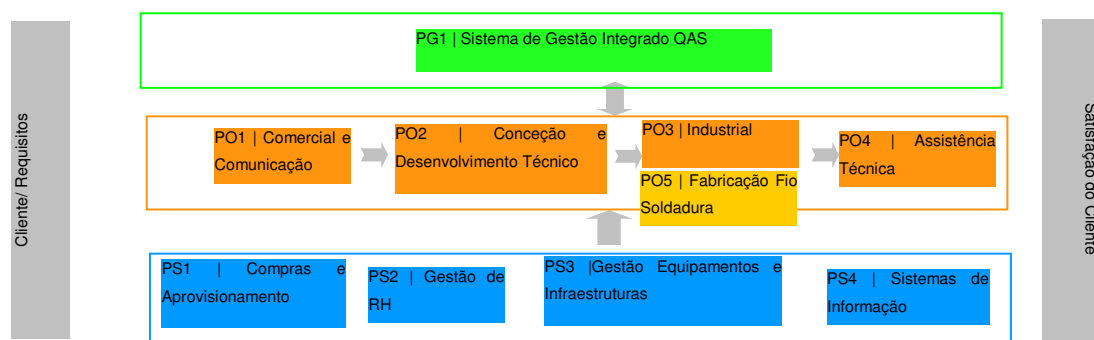 Cliente/ Requisitos
PG1 | Sistema de Gestão Integrado QAS
PO1 | Comercial e
Comunicação
PO2 | Conceção e
Desenvolvimento Técnico
PO3 | Industrial
PO5 | Fabricação Fio
Soldadura
PO4 | Assistência
Técnica
PS1 | Compras e
Aprovisionamento
PS2 | Gestão de
RH
PS3 |Gestão Equipamentos e
Infraestruturas
PS4 | Sistemas de
Informação
Satisfação do Cliente